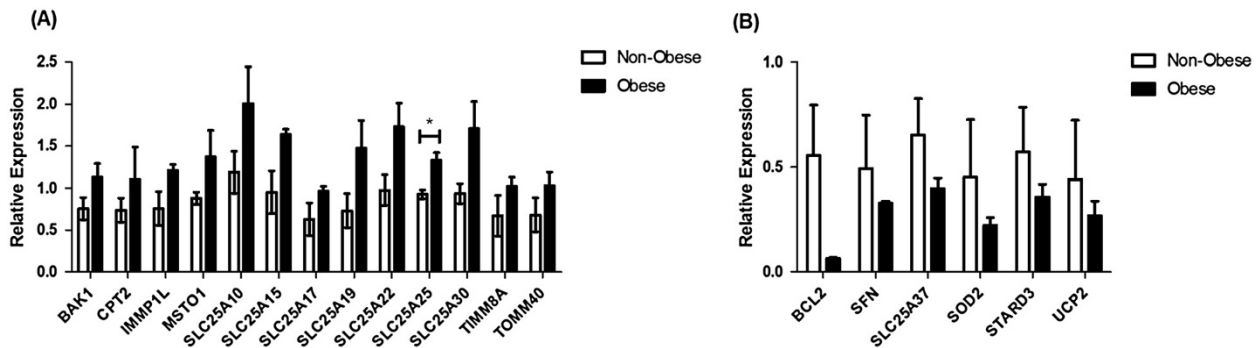 (A)
Relative Expression
2.5
2.0
1.5
1.0
0.5
0.0
*
Non-Obese
Obese
BAK1
CPT2
IMMP1L
MSTO1
SLC25A10
SLC25A15
SLC25A17
SLC25A19
SLC25A22
SLC25A25
SLC25A30
TIMM8A
TOMM40
(B)
Relative Expression
1.0
0.5
0.0
Non-Obese
Obese
BCL2
SFN
SLC25A37
SOD2
STARD3
UCP2